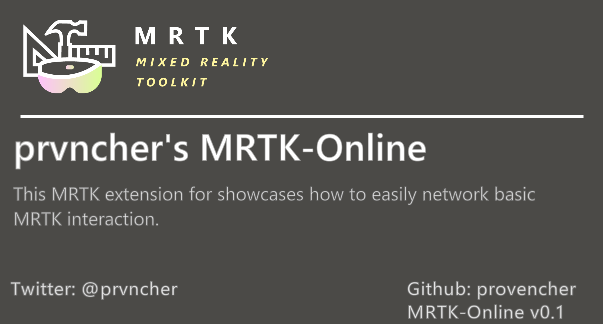 MRTK
MIXED REALITY
TOOLKIT
prvncher's MRTK-Online
This MRTK extension for showcases how to easily network basic
MRTK interaction.
Twitter: @prvncher
Github: provencher
MRTK-Online v0.1